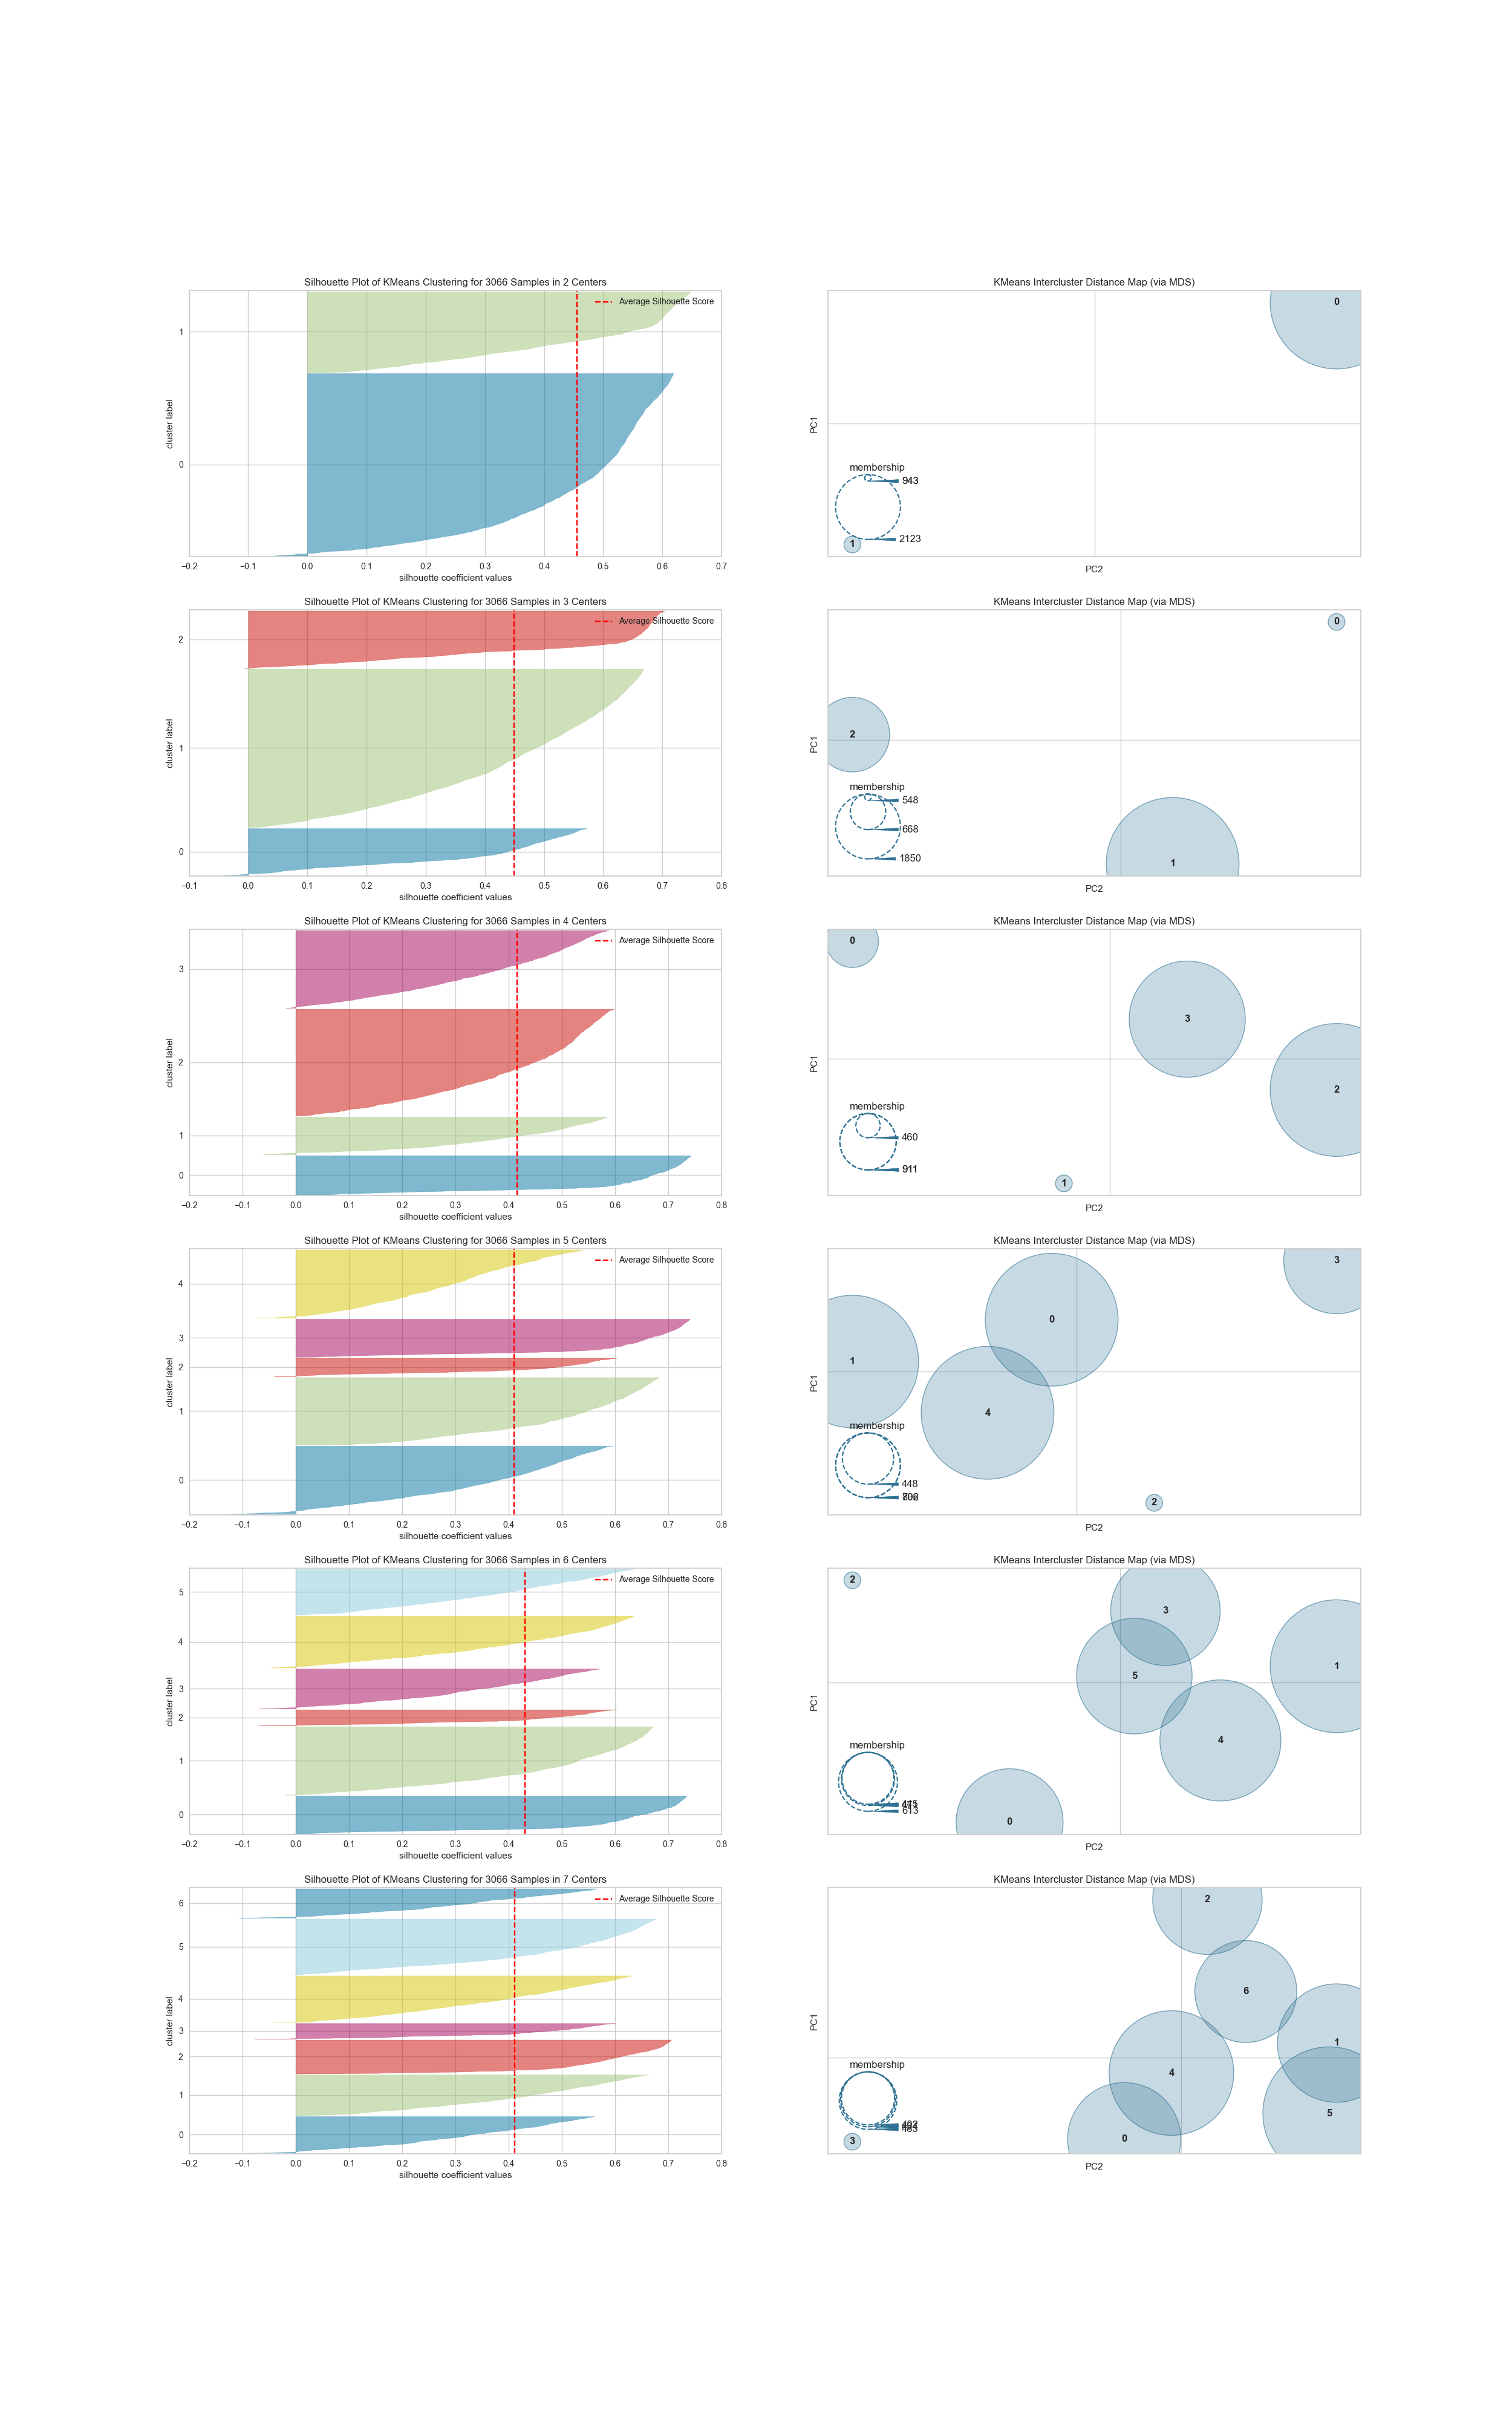 Silhouette Plot of KMeans Clustering for 3066 Samples in 2 Centers
Average Silhouette Score
1
0
cluster label
−0.2 −0.1 0.0 0.1 0.2 0.3 0.4 0.5 0.6 0.7
silhouette coefficient values
KMeans Intercluster Distance Map (via MDS)
0
PC1
membership
943
2123
1
PC2
Silhouette Plot of KMeans Clustering for 3066 Samples in 3 Centers
Average Silhouette Score
2
1
0
cluster label
−0.1 0.0 0.1 0.2 0.3 0.4 0.5 0.6 0.7 0.8
silhouette coefficient values
KMeans Intercluster Distance Map (via MDS)
0
2
PC1
membership
548
668
1850
1
PC2
Silhouette Plot of KMeans Clustering for 3066 Samples in 4 Centers
Average Silhouette Score
3
2
1
0
cluster label
−0.2 −0.1 0.0 0.1 0.2 0.3 0.4 0.5 0.6 0.7 0.8
silhouette coefficient values
KMeans Intercluster Distance Map (via MDS)
0
3
2
PC1
membership
460
911
1
PC2
Silhouette Plot of KMeans Clustering for 3066 Samples in 5 Centers
Average Silhouette Score
4
3
2
1
0
cluster label
−0.2 −0.1 0.0 0.1 0.2 0.3 0.4 0.5 0.6 0.7 0.8
silhouette coefficient values
KMeans Intercluster Distance Map (via MDS)
3
0
1
4
PC1
membership
448
2
PC2
Silhouette Plot of KMeans Clustering for 3066 Samples in 6 Centers
Average Silhouette Score
5
4
3
2
1
0
cluster label
−0.2 −0.1 0.0 0.1 0.2 0.3 0.4 0.5 0.6 0.7 0.8
silhouette coefficient values
KMeans Intercluster Distance Map (via MDS)
2
3
1
5
4
PC1
membership
613
0
PC2
Silhouette Plot of KMeans Clustering for 3066 Samples in 7 Centers
Average Silhouette Score
6
5
4
3
2
1
0
cluster label
−0.2 −0.1 0.0 0.1 0.2 0.3 0.4 0.5 0.6 0.7 0.8
silhouette coefficient values
KMeans Intercluster Distance Map (via MDS)
2
6
1
4
5
0
PC1
membership
3
PC2